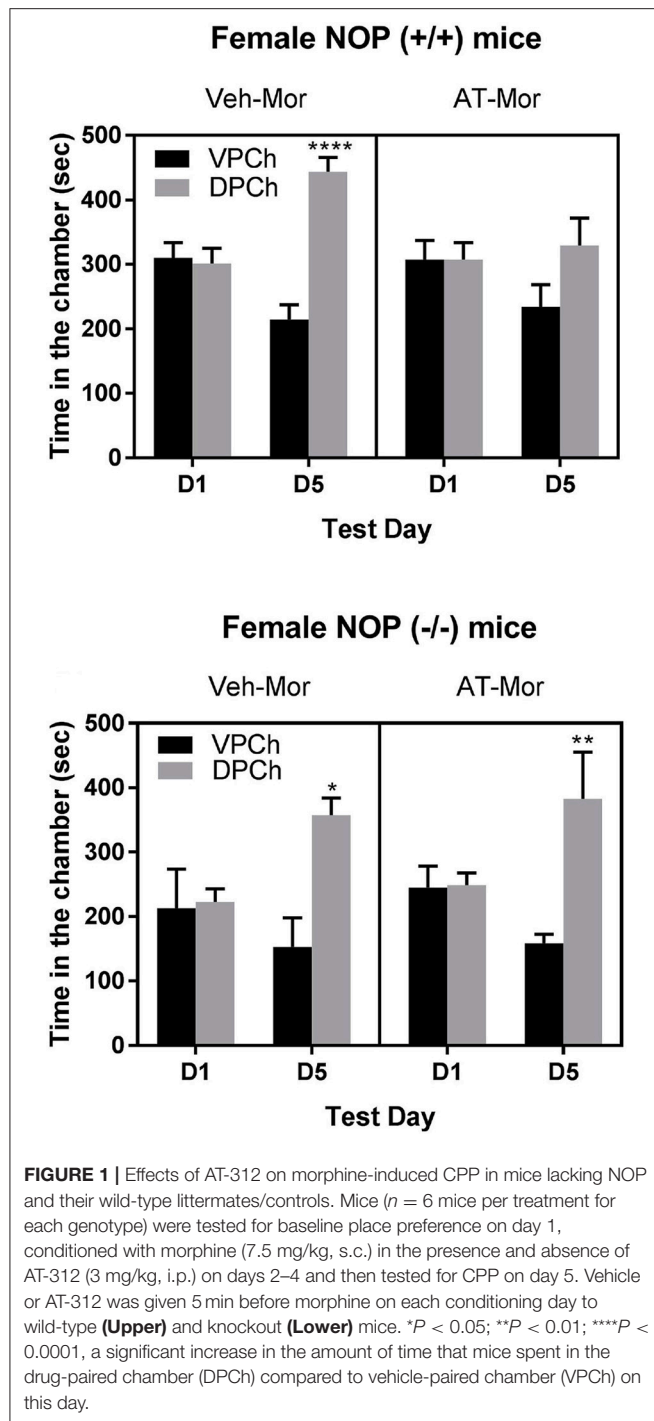 Female NOP (+/+) mice
Veh-Mor
AT-Mor
Time in the chamber (sec)
500
400
300
200
100
0
VPCh
DPCh
****
D1
D5
D1
D5
Test Day
Female NOP (-/-) mice
Veh-Mor
AT-Mor
Time in the chamber (sec)
500
400
300
200
100
0
VPCh
DPCh
*
**
D1
D5
D1
D5
Test Day
FIGURE 1 | Effects of AT-312 on morphine-induced CPP in mice lacking NOP
and their wild-type littermates/controls. Mice (n = 6 mice per treatment for
each genotype) were tested for baseline place preference on day 1,
conditioned with morphine (7.5 mg/kg, s.c.) in the presence and absence of
AT-312 (3 mg/kg, i.p.) on days 2–4 and then tested for CPP on day 5. Vehicle
or AT-312 was given 5 min before morphine on each conditioning day to
wild-type (Upper) and knockout (Lower) mice. *P < 0.05; **P < 0.01; ****P <
0.0001, a significant increase in the amount of time that mice spent in the
drug-paired chamber (DPCh) compared to vehicle-paired chamber (VPCh) on
this day.